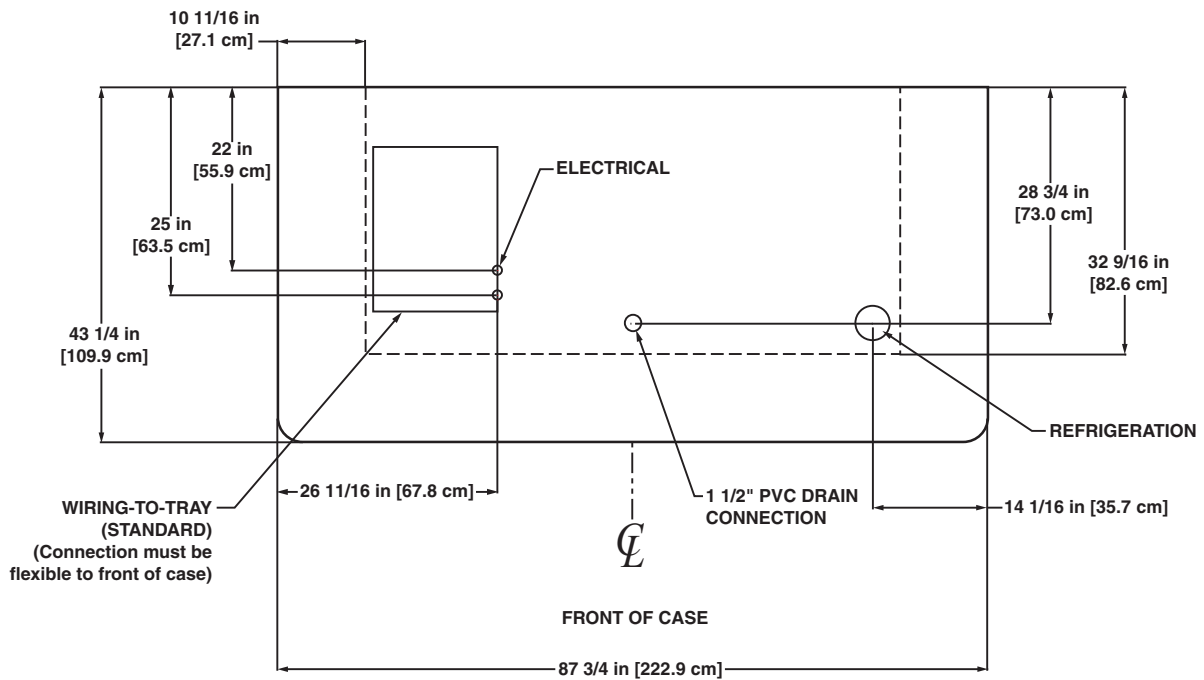 10 11/16 in
[27.1 cm]
22 in
[55.9 cm]
ELECTRICAL
25 in
[63.5 cm]
28 3/4 in
[73.0 cm]
32 9/16 in
[82.6 cm]
43 1/4 in
[109.9 cm]
REFRIGERATION
26 11/16 in [67.8 cm]
1 1/2" PVC DRAIN
CONNECTION
14 1/16 in [35.7 cm]
WIRING-TO-TRAY
(STANDARD)
(Connection must be
flexible to front of case)
CL
FRONT OF CASE
87 3/4 in [222.9 cm]